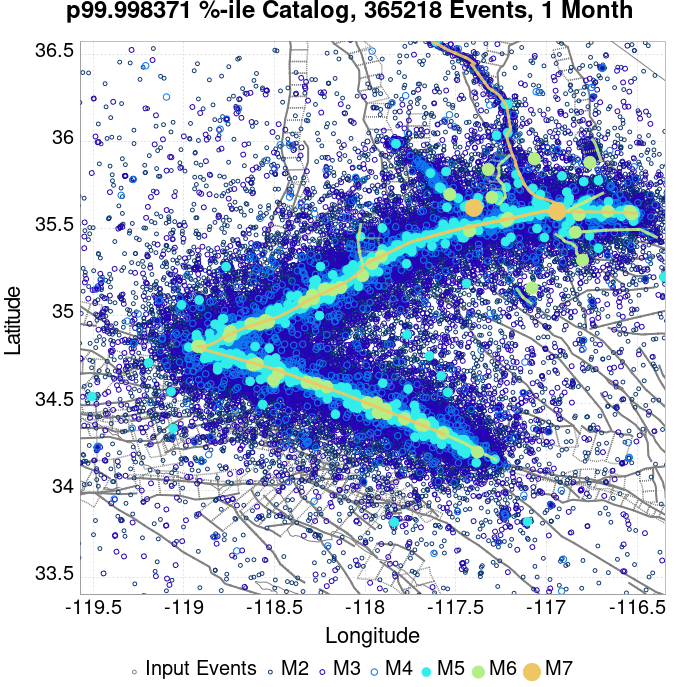 p99.998371 %-ile Catalog, 365218 Events, 1 Month
36.5
36
35.5
35
34.5
34
33.5
Latitude
-119.5 -119 -118.5 -118 -117.5 -117 -116.5
Longitude
Input Events M2 M3 M4 M5 M6 M7